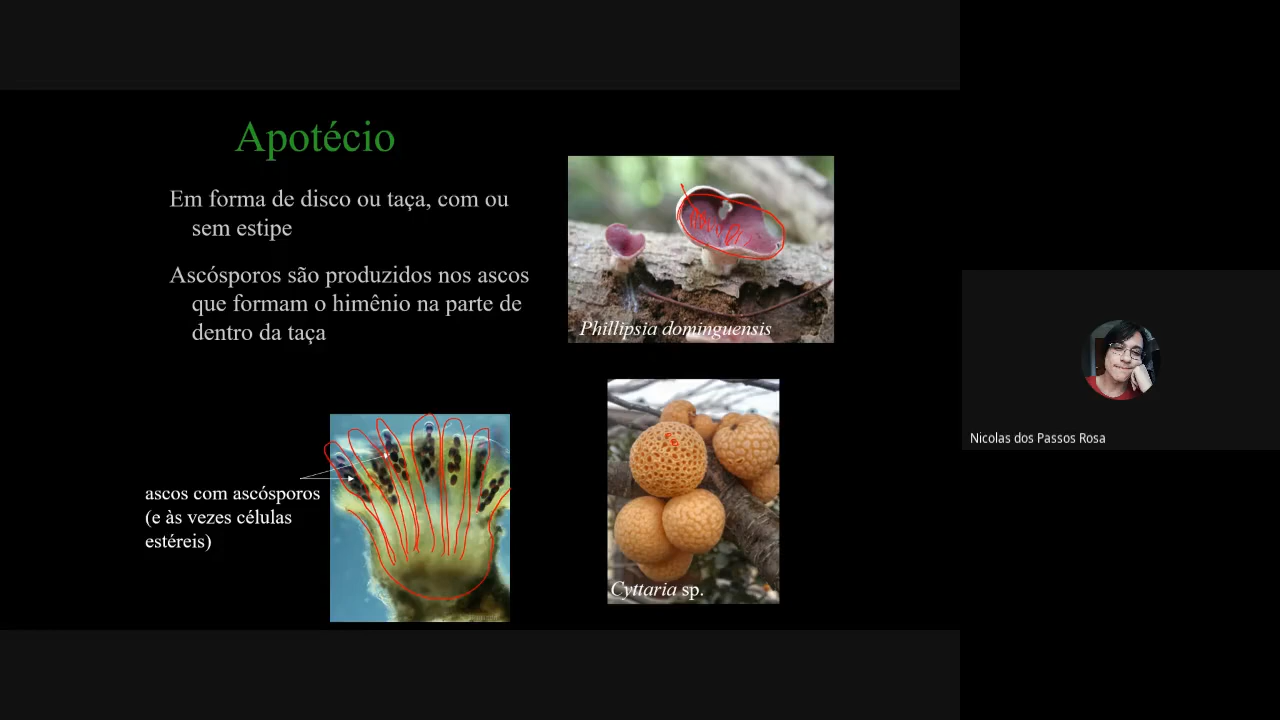 Apotécio
Em forma de disco ou taça, com ou
sem estipe
Ascósporos são produzidos nos ascos
que formam o himênio na parte de
dentro da taça
Phillipsia dominguensis
ascos com ascósporos
(e às vezes células
estéreis)
Cyttaria sp.
Nicolas dos Passos Rosa